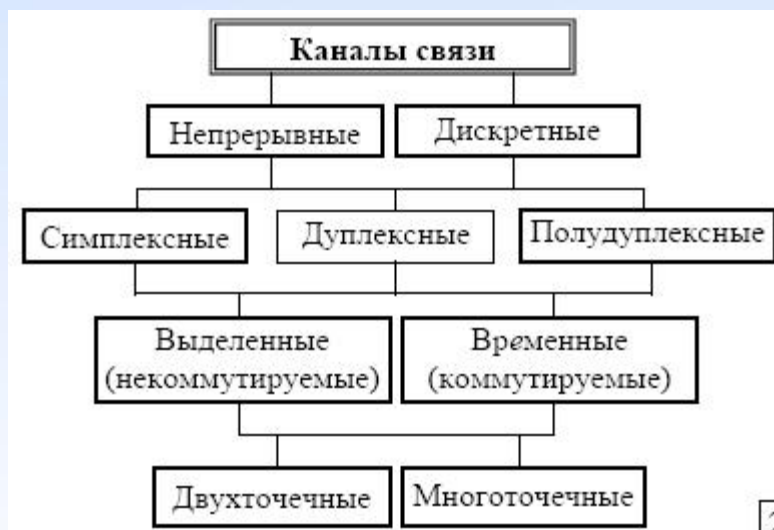 Каналы связи
Непрерывные
Дискретные
Симплексные
Дуплексные
Полудуплексные
Выделенные
(некоммутируемые)
Временные
(коммутируемые)
Двухточечные
Многоточечные